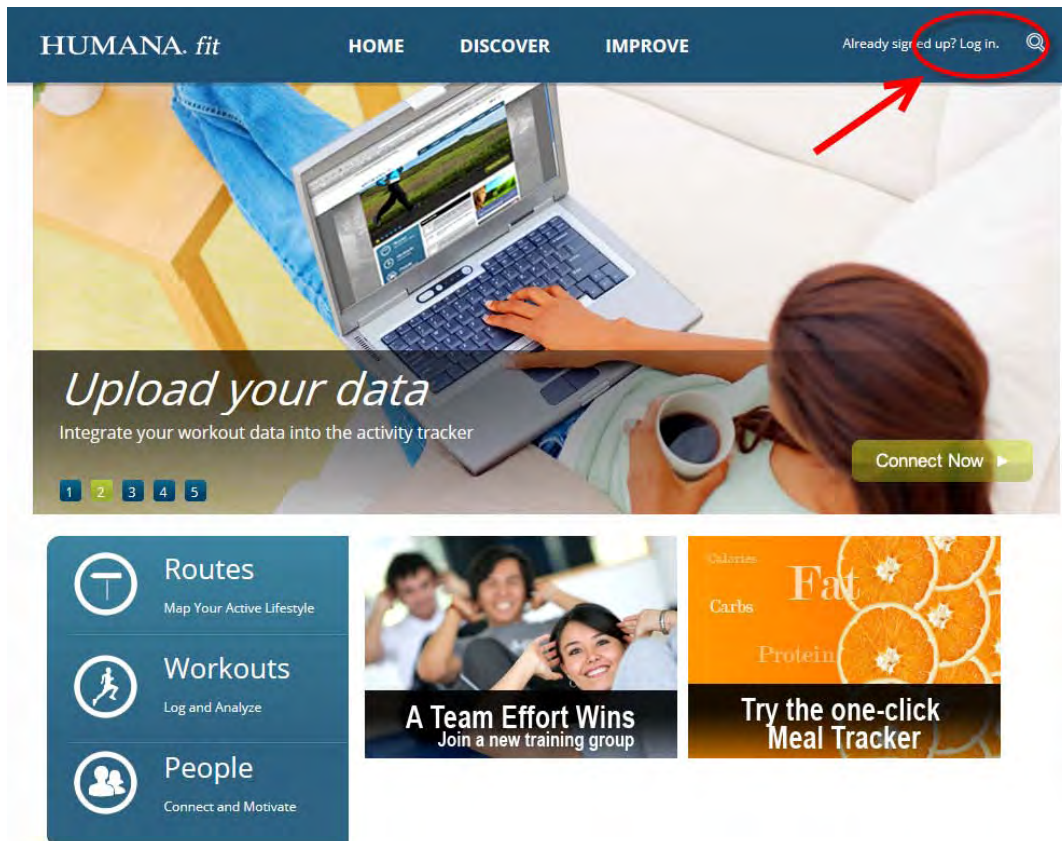 HUMANA. fit
HOME DISCOVER IMPROVE
Already signed up? Log in.
Upload your data
Integrate your workout data into the activity tracker
Connect Now
1 2 3 4 5
Routes
Map Your Active Lifestyle
Workouts
Log and Analyze
People
Connect and Motivate
A Team Effort Wins
Join a new training group
Calories
Fat
Carbs
Protein
Try the one-click
Meal Tracker